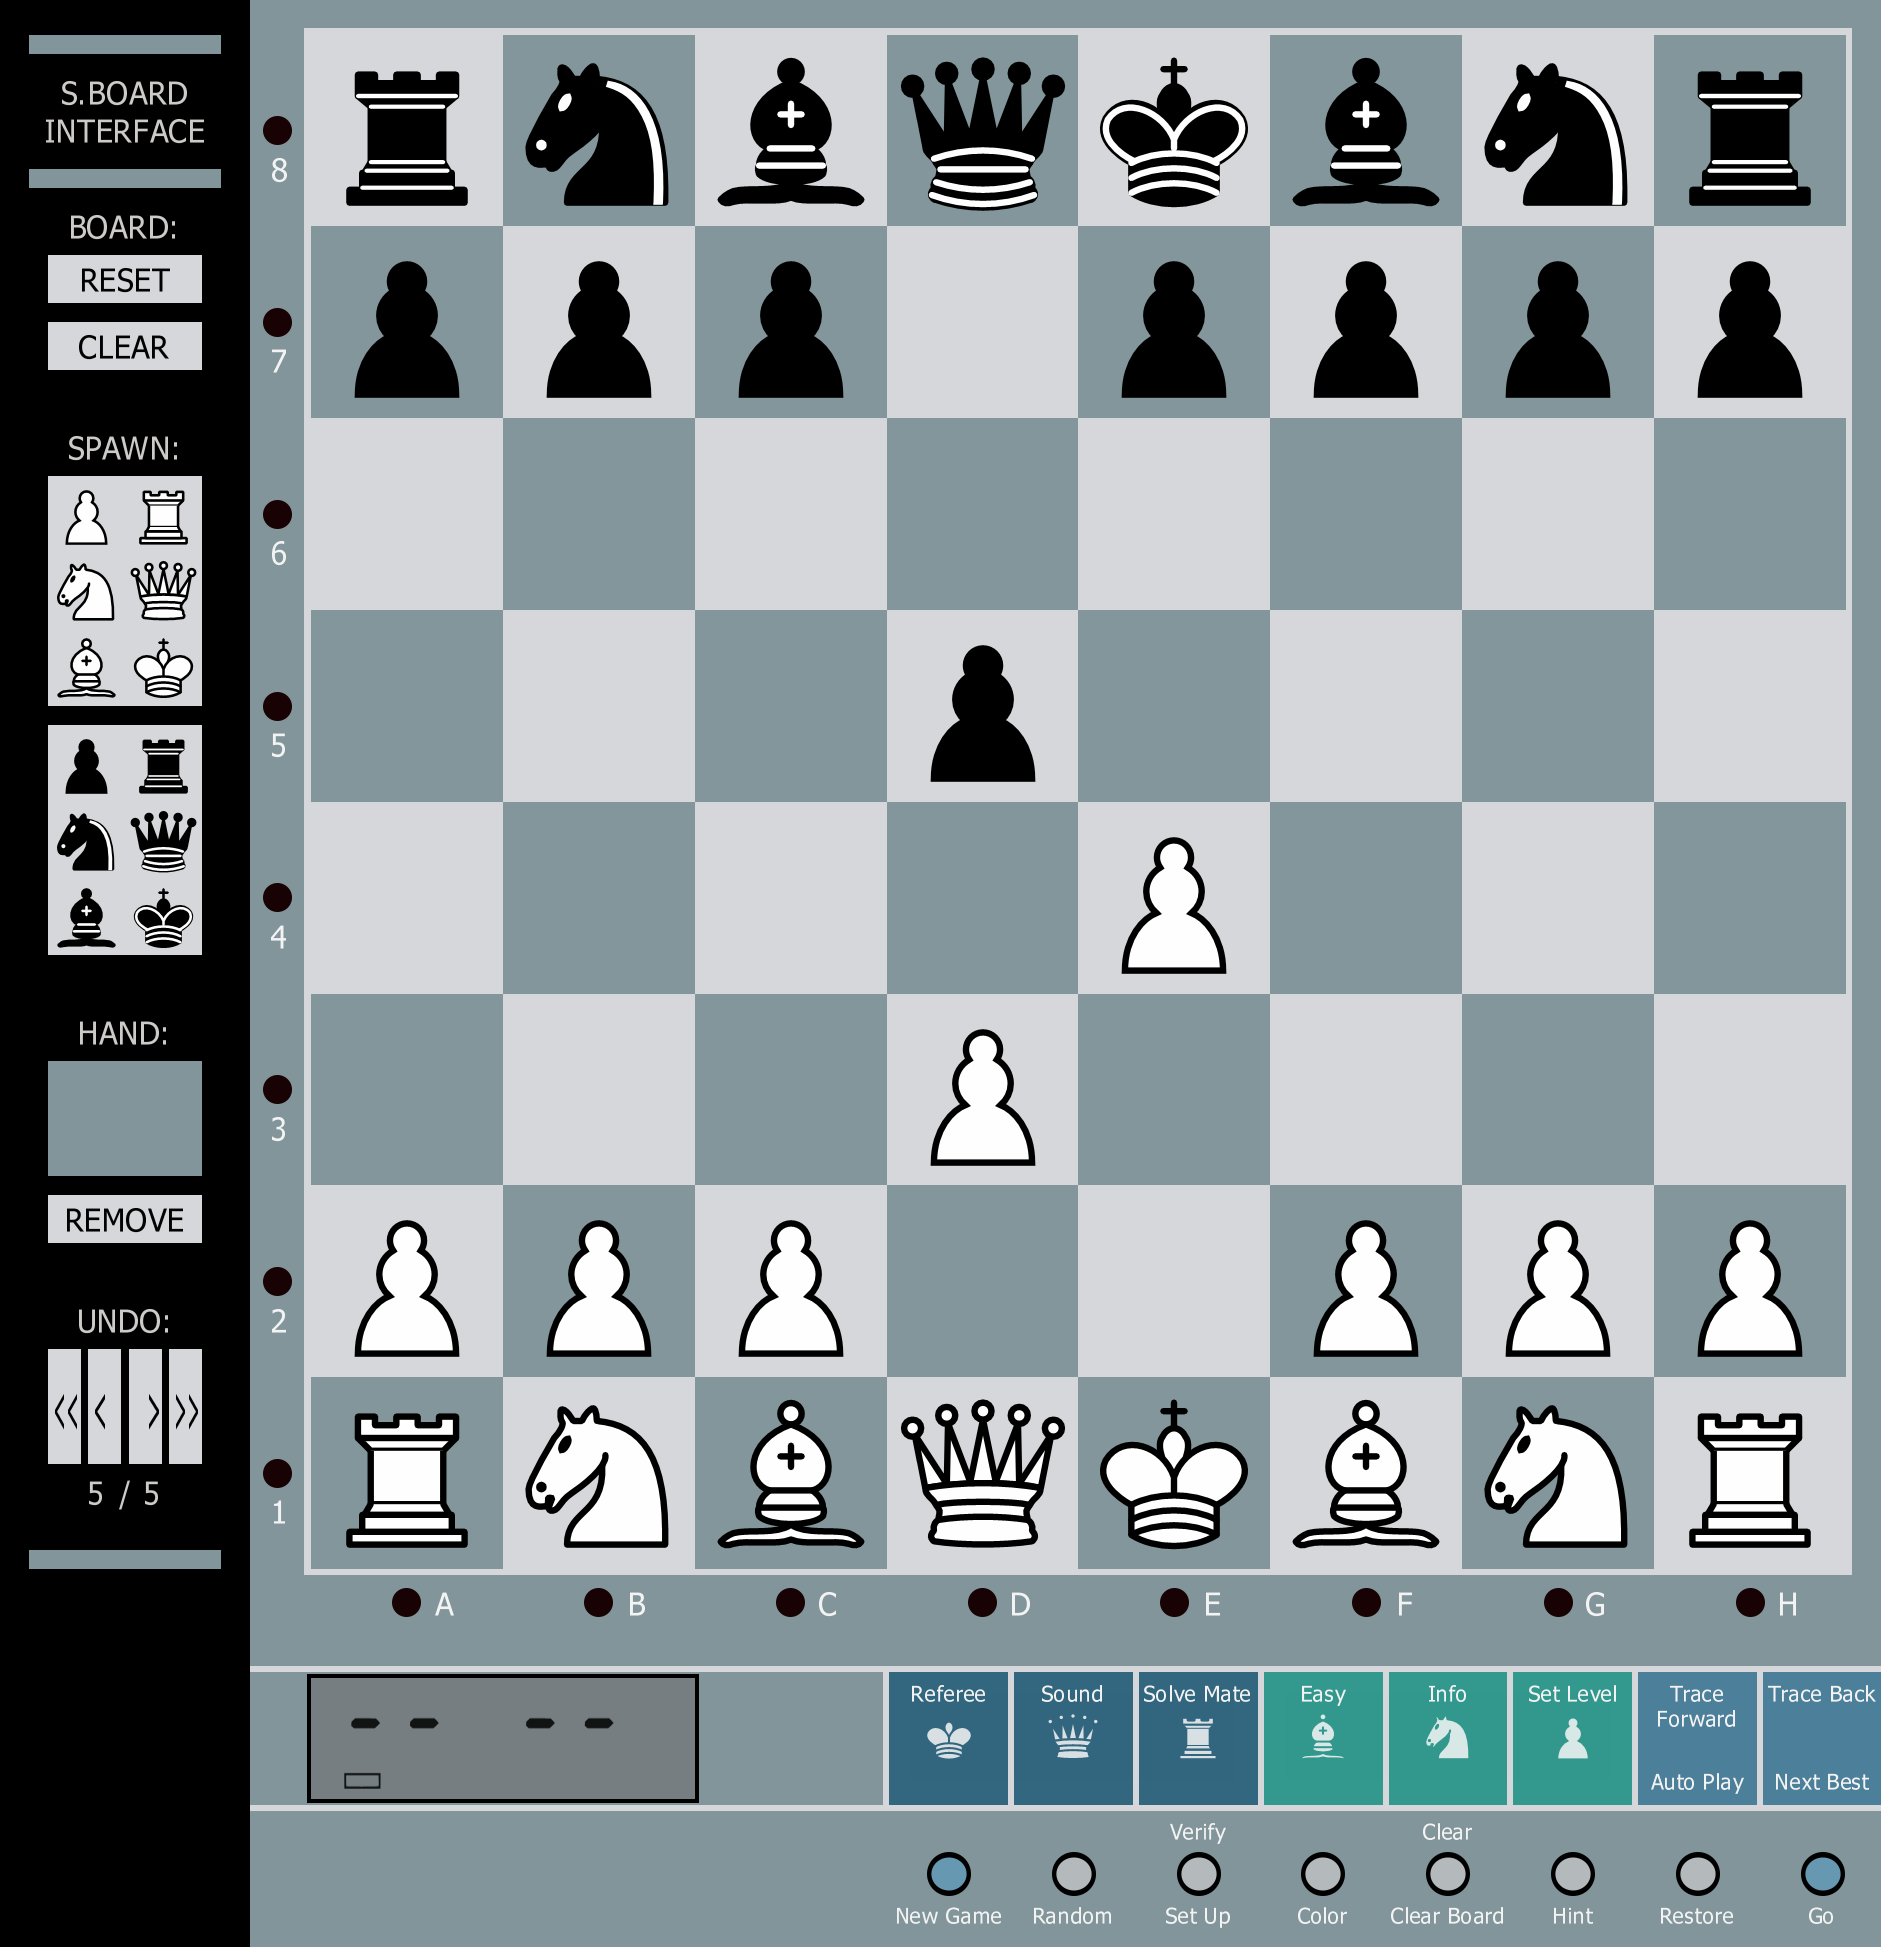 S.BOARD
INTERFACE
BOARD:
RESET
CLEAR
SPAWN:
HAND:
REMOVE
UNDO:
5 / 5
8
7
6
5
4
3
2
1
A B C D E F G H
-- --
Referee
Sound
Solve Mate
Easy
Info
Set Level
Trace
Forward
Auto Play
Trace Back
Next Best
Verify
Clear
New Game
Random
Set Up
Color
Clear Board
Hint
Restore
Go